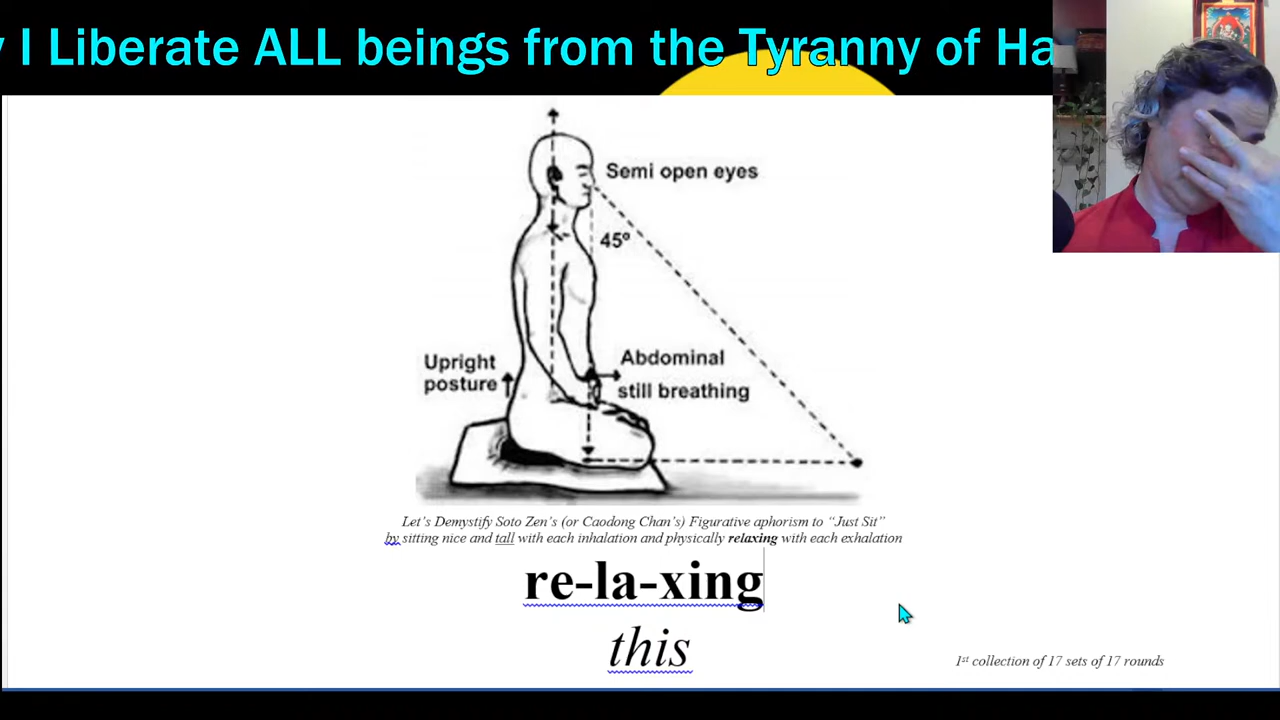 I Liberate ALL beings from the Tyranny of Ha
Semi open eyes
45º
Upright
posture
Abdominal
still breathing
Let's Demystify Soto Zen's (or Caodong Chan's) Figurative aphorism to “Just Sit”
by sitting nice and tall with each inhalation and physically relaxing with each exhalation
re-la-xing
this
1st collection of 17 sets of 17 rounds